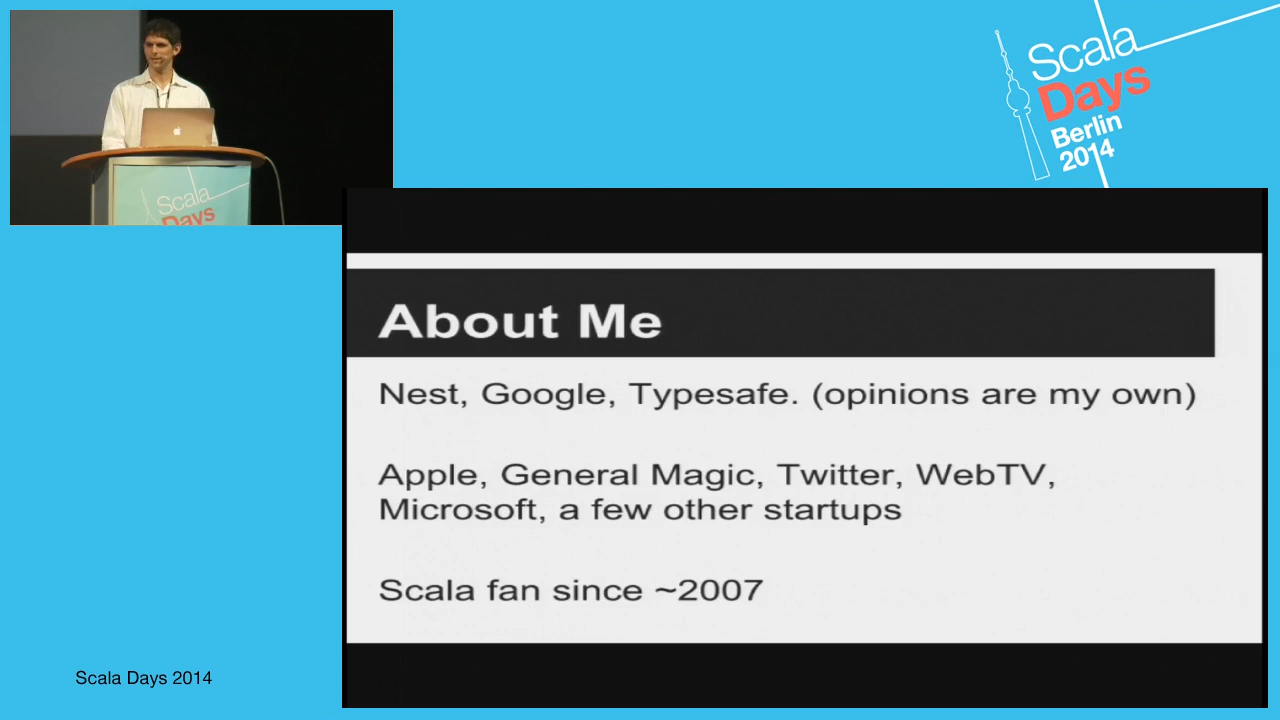 Scala
Days
Berlin
2014
Scala
Days
About Me
Nest, Google, Typesafe. (opinions are my own)
Apple, General Magic, Twitter, WebTV,
Microsoft, a few other startups
Scala fan since ~2007
Scala Days 2014